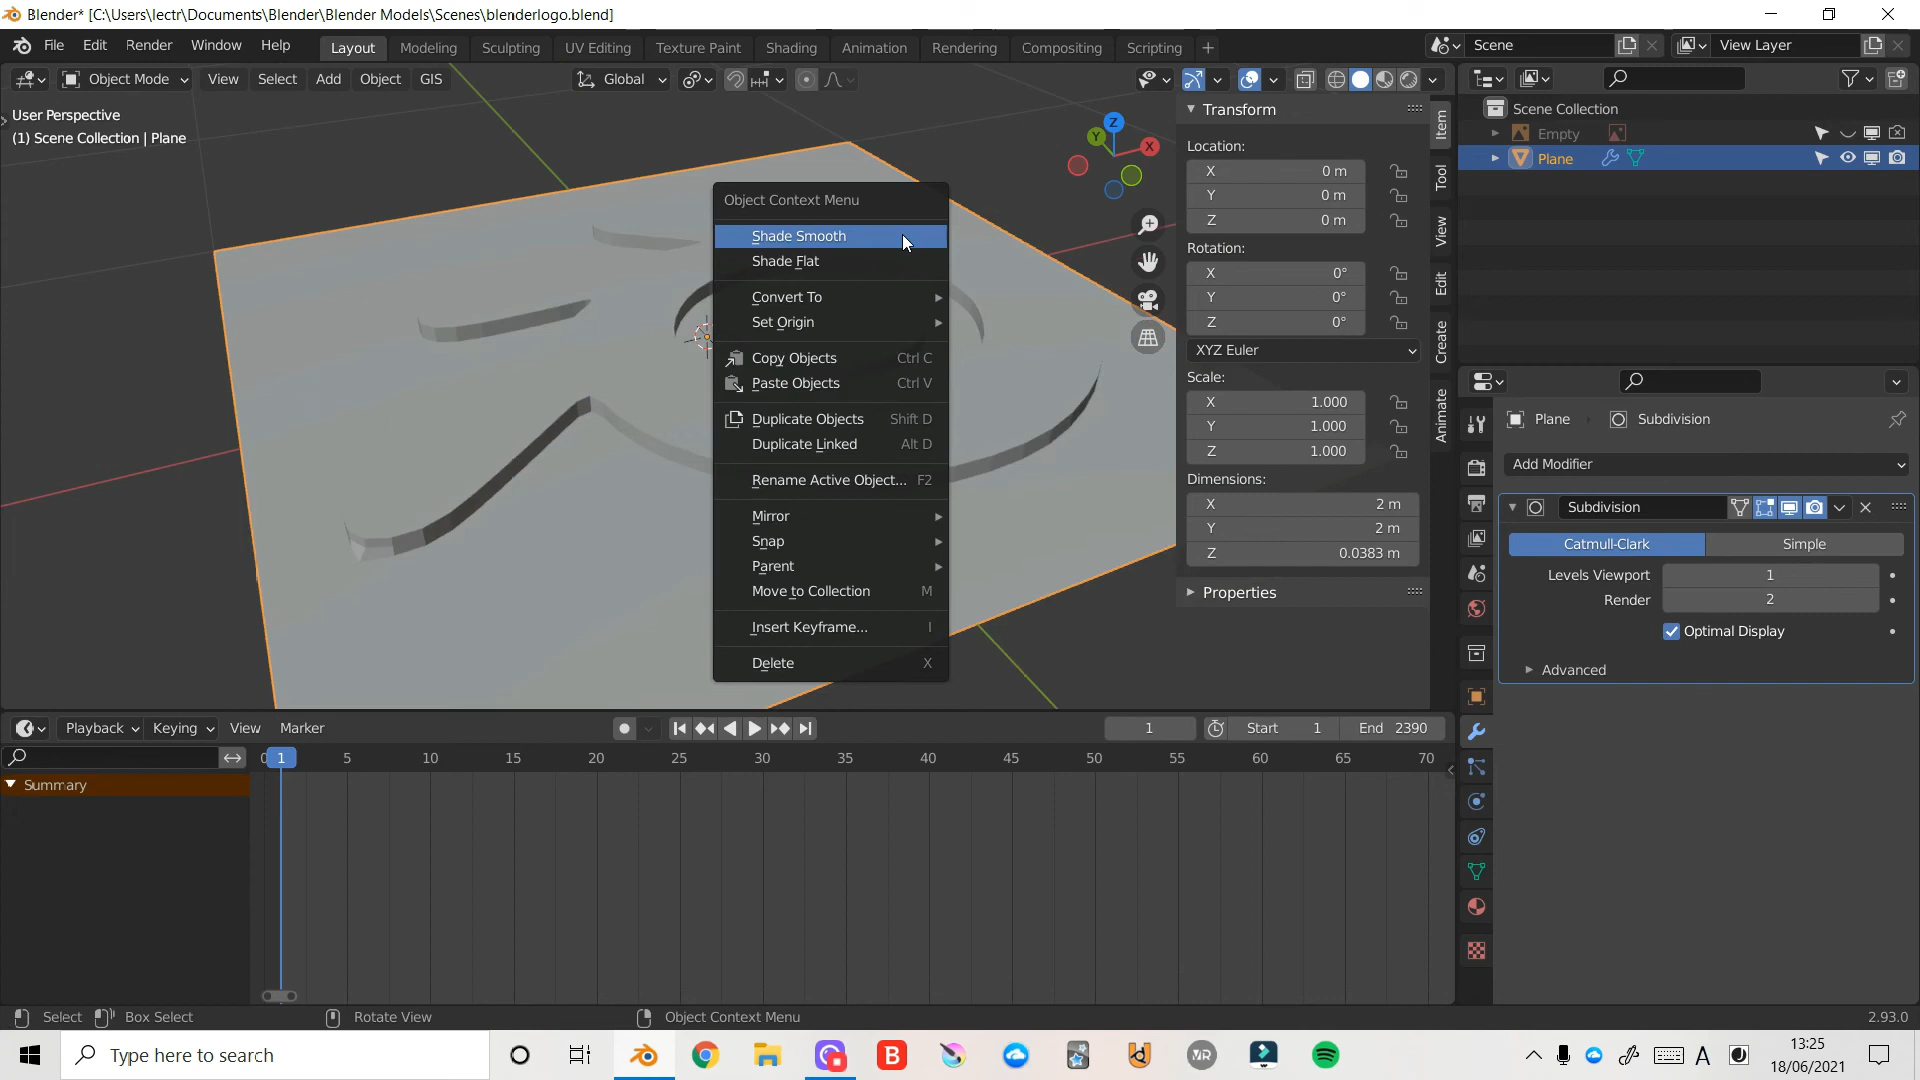 Blender* [C:\Users\lectr\Documents\Blender\Blender Models\Scenes\blenderlogo.blend]
File Edit Render Window Help Layout Modeling Sculpting UV Editing Texture Paint Shading Animation Rendering Compositing Scripting + Scene View Layer
Object Mode View Select Add Object GIS Global
User Perspective
(1) Scene Collection | Plane
Z
Y
X
Object Context Menu
Shade Smooth
Shade Flat
Convert To
Set Origin
Copy Objects Ctrl C
Paste Objects Ctrl V
Duplicate Objects Shift D
Duplicate Linked Alt D
Rename Active Object... F2
Mirror
Snap
Parent
Move to Collection M
Insert Keyframe... I
Delete X
Transform
Location:
X 0 m
Y 0 m
Z 0 m
Rotation:
X 0°
Y 0°
Z 0°
XYZ Euler
Scale:
X 1.000
Y 1.000
Z 1.000
Dimensions:
X 2 m
Y 2 m
Z 0.0383 m
Properties
Item
Tool
View
Edit
Create
Animate
Scene Collection
Empty
Plane
Plane Subdivision
Add Modifier
Subdivision
Catmull-Clark Simple
Levels Viewport 1
Render 2
Optimal Display
Advanced
Playback Keying View Marker 1 Start 1 End 2390
0 1 5 10 15 20 25 30 35 40 45 50 55 60 65 70
Summary
Select Box Select Rotate View Object Context Menu 2.93.0
Type here to search
13:25
18/06/2021